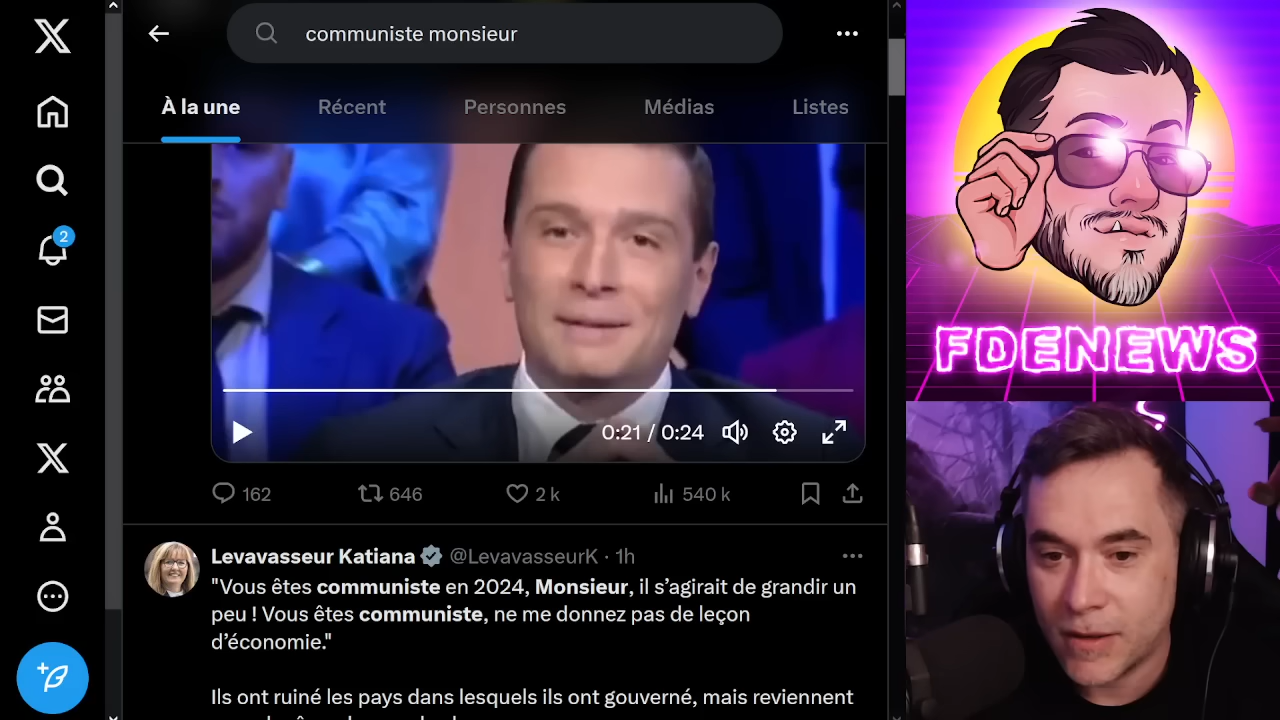 communiste monsieur
À la une
Récent
Personnes
Médias
Listes
2
0:21 / 0:24
162
646
2 k
540 k
Levavasseur Katiana @LevavasseurK · 1h
"Vous êtes communiste en 2024, Monsieur, il s’agirait de grandir un
peu ! Vous êtes communiste, ne me donnez pas de leçon
d’économie."
Ils ont ruiné les pays dans lesquels ils ont gouverné, mais reviennent
FDENEWS